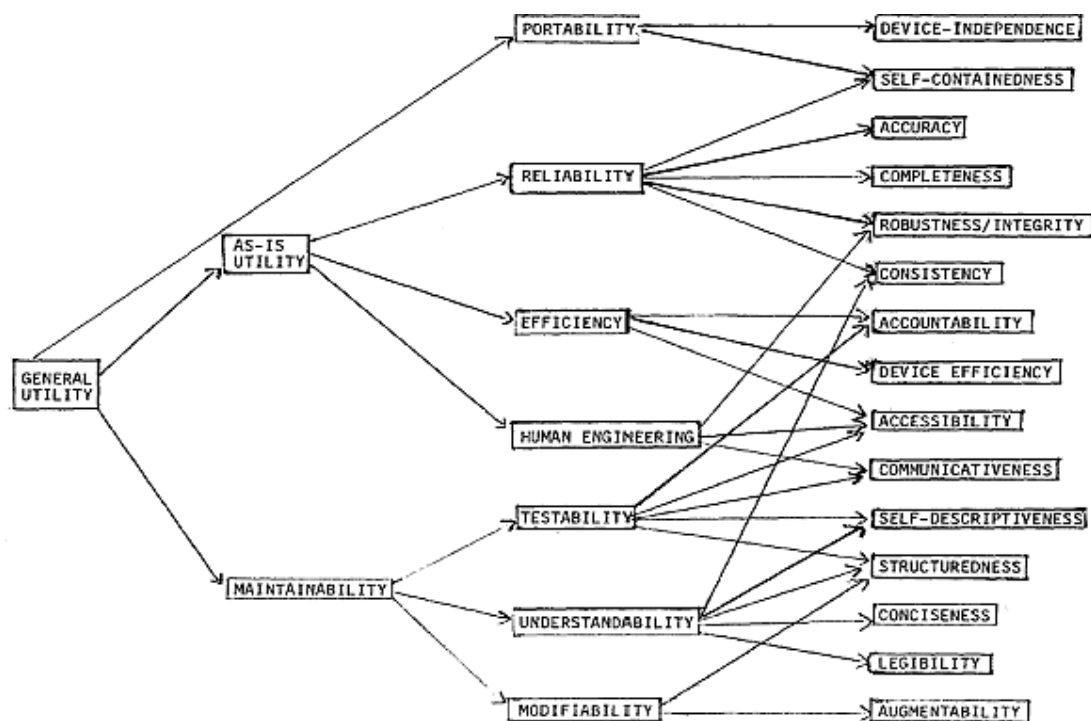 PORTABILITY
DEVICE-INDEPENDENCE
SELF-CONTAINEDNESS
ACCURACY
RELIABILITY
COMPLETENESS
ROBUSTNESS/INTEGRITY
AS-IS
UTILITY
CONSISTENCY
EFFICIENCY
ACCOUNTABILITY
GENERAL
UTILITY
DEVICE EFFICIENCY
HUMAN ENGINEERING
ACCESSIBILITY
COMMUNICATIVENESS
TESTABILITY
SELF-DESCRIPTIVENESS
MAINTAINABILITY
STRUCTUREDNESS
UNDERSTANDABILITY
CONCISENESS
LEGIBILITY
MODIFIABILITY
AUGMENTABILITY